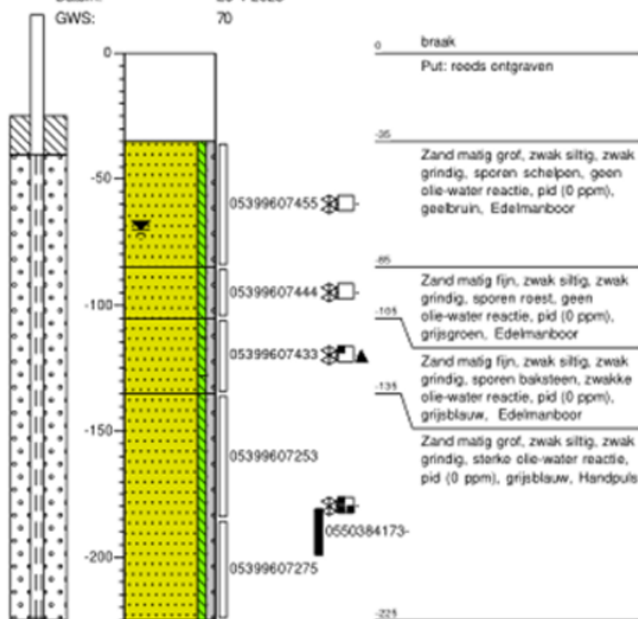 GWS: 70
0
0 braak
Put: reeds ontgraven
-35
Zand matig grof, zwak siltig, zwak
grindig, sporen schelpen, geen
olie-water reactie, pid (0 ppm),
geelbruin, Edelmanboor
-50
05399607455
-85
Zand matig fijn, zwak siltig, zwak
grindig, sporen roest, geen
olie-water reactie, pid (0 ppm),
grijsgroen, Edelmanboor
05399607444
-100
-105
Zand matig fijn, zwak siltig, zwak
grindig, sporen baksteen, zwakke
olie-water reactie, pid (0 ppm),
grijsblauw, Edelmanboor
05399607433
-135
Zand matig grof, zwak siltig, zwak
grindig, sterke olie-water reactie,
pid (0 ppm), grijsblauw, Handpuls
-150
05399607253
0550384173-
-200
05399607275
-225